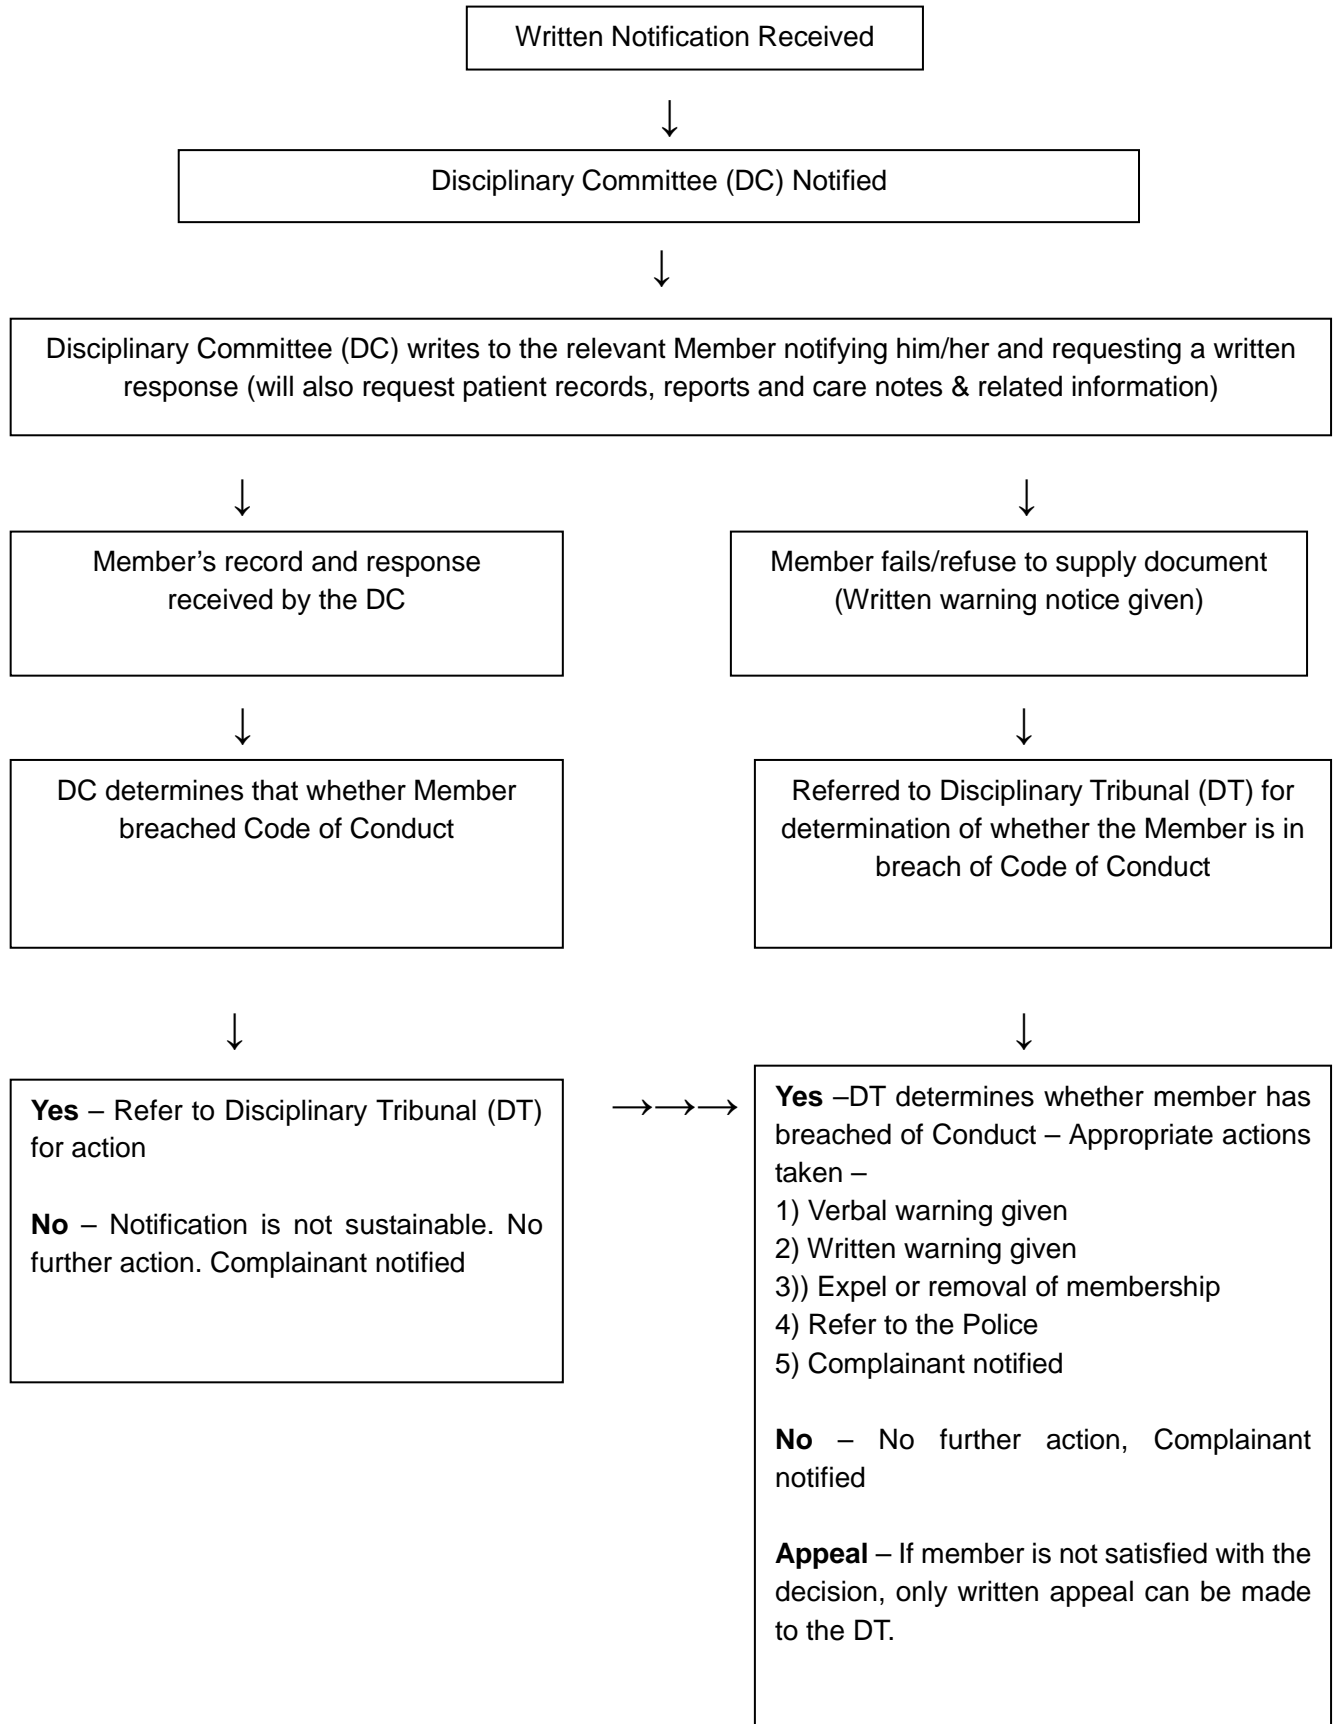 Written Notification Received
↓
Disciplinary Committee (DC) Notified
↓
Disciplinary Committee (DC) writes to the relevant Member notifying him/her and requesting a written
response (will also request patient records, reports and care notes & related information)
↓
↓
Member's record and response
received by the DC
Member fails/refuse to supply document
(Written warning notice given)
↓
↓
DC determines that whether Member
breached Code of Conduct
Referred to Disciplinary Tribunal (DT) for
determination of whether the Member is in
breach of Code of Conduct
↓
↓
Yes – Refer to Disciplinary Tribunal (DT)
for action
No – Notification is not sustainable. No
further action. Complainant notified
→→→
Yes –DT determines whether member has
breached of Conduct – Appropriate actions
taken –
1) Verbal warning given
2) Written warning given
3)) Expel or removal of membership
4) Refer to the Police
5) Complainant notified
No – No further action, Complainant
notified
Appeal – If member is not satisfied with the
decision, only written appeal can be made
to the DT.